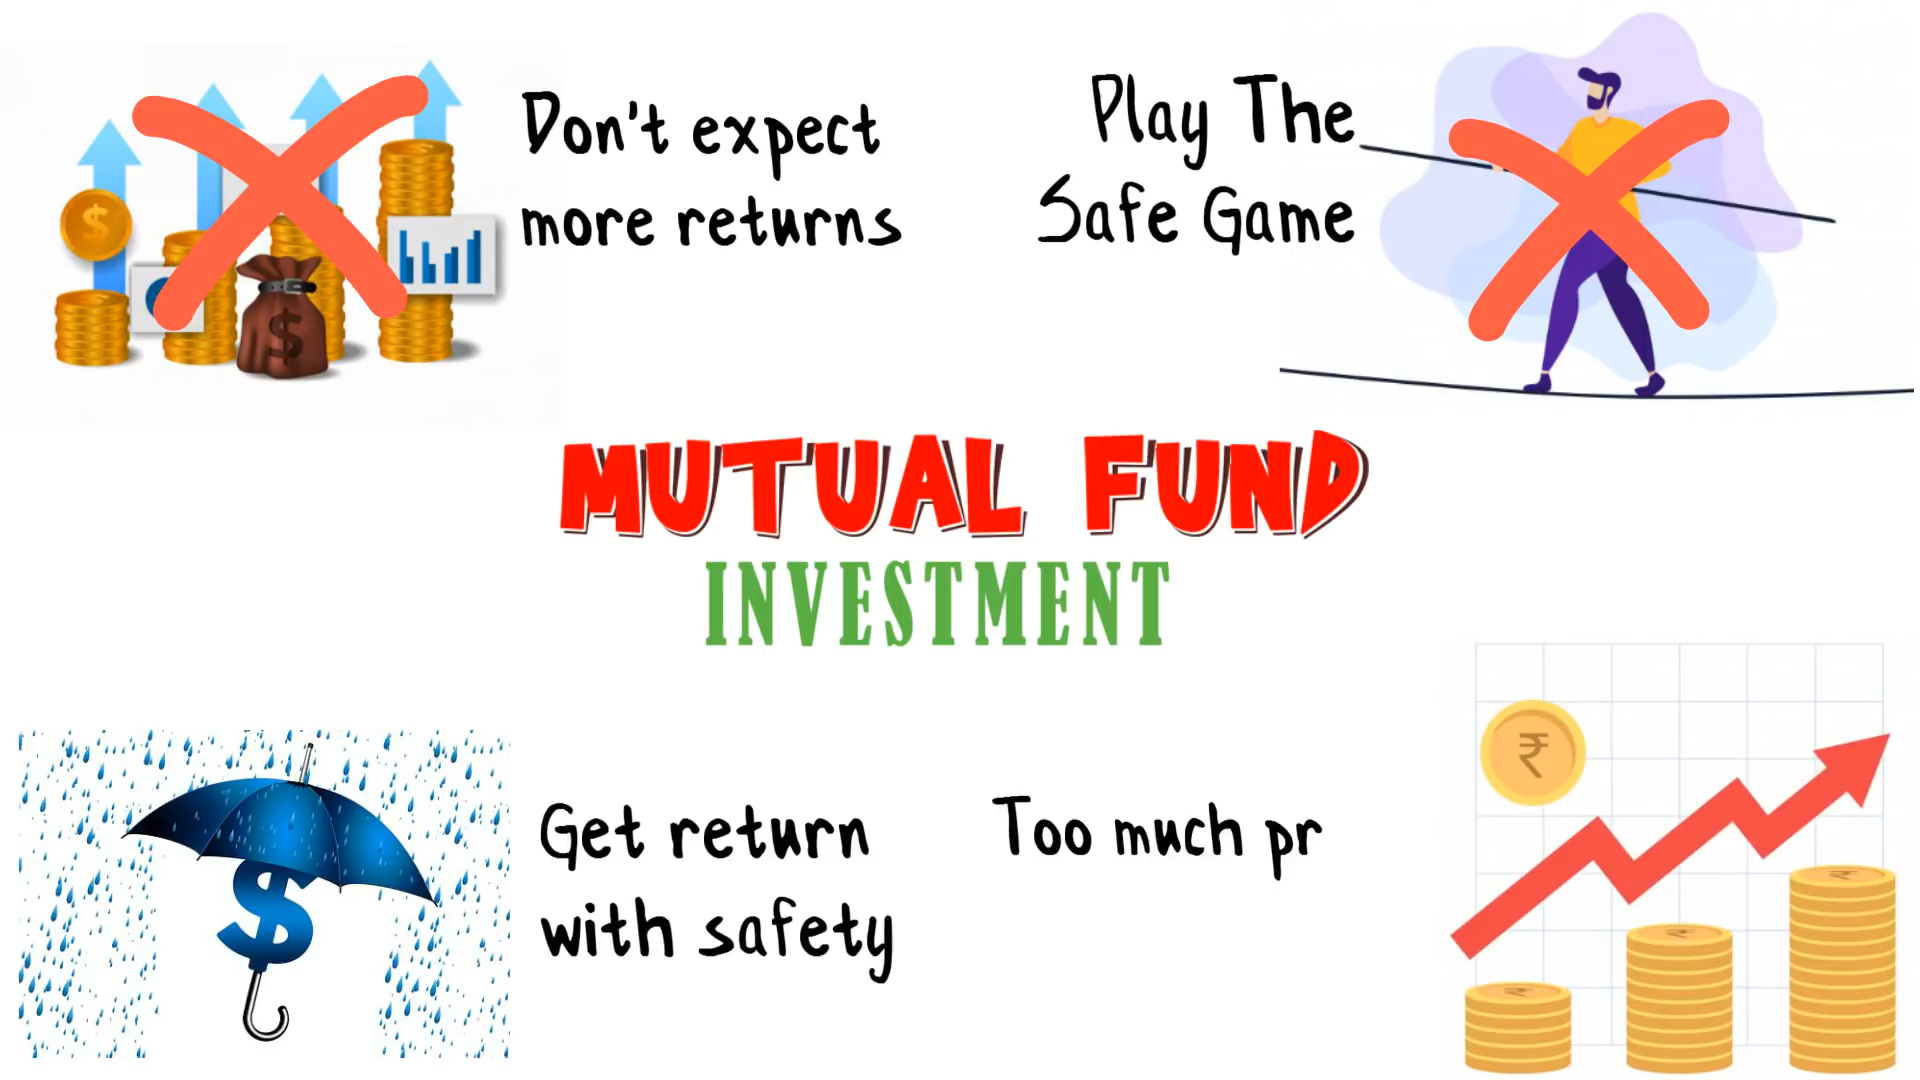 Don't expect
more returns
Play The
Safe Game
MUTUAL FUND
INVESTMENT
Get return
with safety
Too much pr